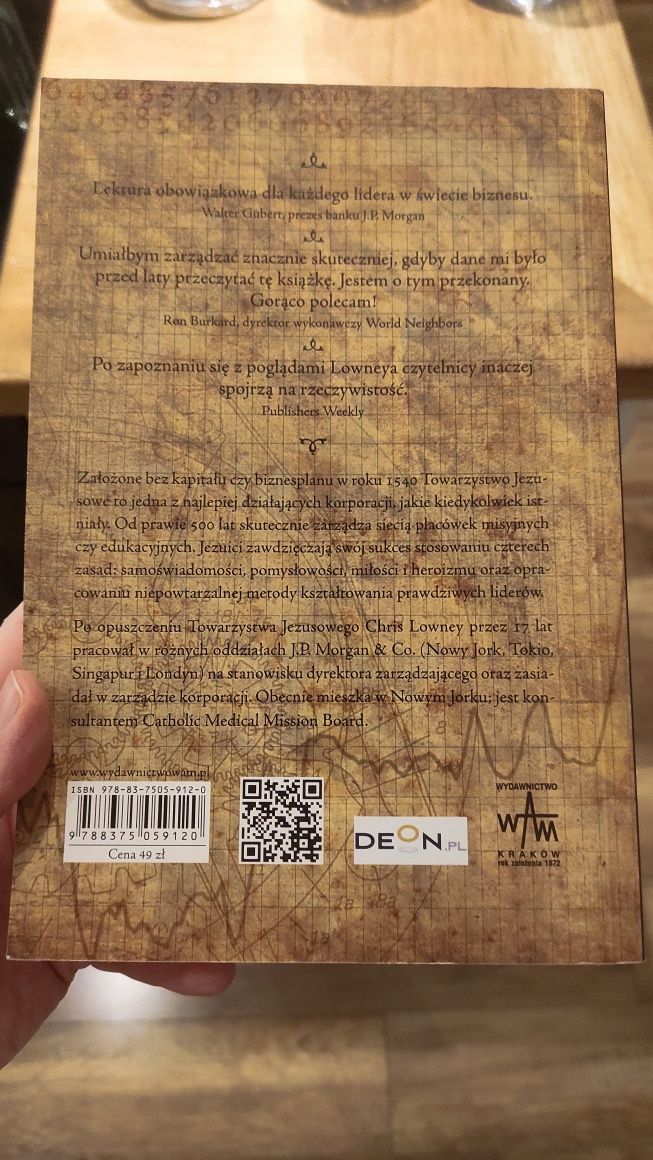 Lektura obowiązkowa dla każdego lidera w świecie biznesu.
Walter Gubert, prezes banku J.P. Morgan
Umiałbym zarządzać znacznie skuteczniej, gdyby dane mi było
przed laty przeczytać tę książkę. Jestem o tym przekonany.
Gorąco polecam!
Ron Burkard, dyrektor wykonawczy World Neighbors
Po zapoznaniu się z poglądami Lowneya czytelnicy inaczej
spojrzą na rzeczywistość.
Publishers Weekly
Założone bez kapitału czy biznesplanu w roku 1540 Towarzystwo Jezu-
sowe to jedna z najlepiej działających korporacji, jakie kiedykolwiek ist-
niały. Od prawie 500 lat skutecznie zarządza siecią placówek misyjnych
czy edukacyjnych. Jezuici zawdzięczają swój sukces stosowaniu czterech
zasad: samoświadomości, pomysłowości, miłości i heroizmu oraz opra-
cowaniu niepowtarzalnej metody kształtowania prawdziwych liderów.
Po opuszczeniu Towarzystwa Jezusowego Chris Lowney przez 17 lat
pracował w różnych oddziałach J.P. Morgan & Co. (Nowy Jork, Tokio,
Singapur i Londyn) na stanowisku dyrektora zarządzającego oraz zasia-
dał w zarządzie korporacji. Obecnie mieszka w Nowym Jorku; jest kon-
sultantem Catholic Medical Mission Board.
www.wydawnictwowam.pl
ISBN 978-83-7505-912-0
9 788375 059120
Cena 49 zł
DEON.PL
WYDAWNICTWO
WAM
KRAKÓW
rok założenia 1872